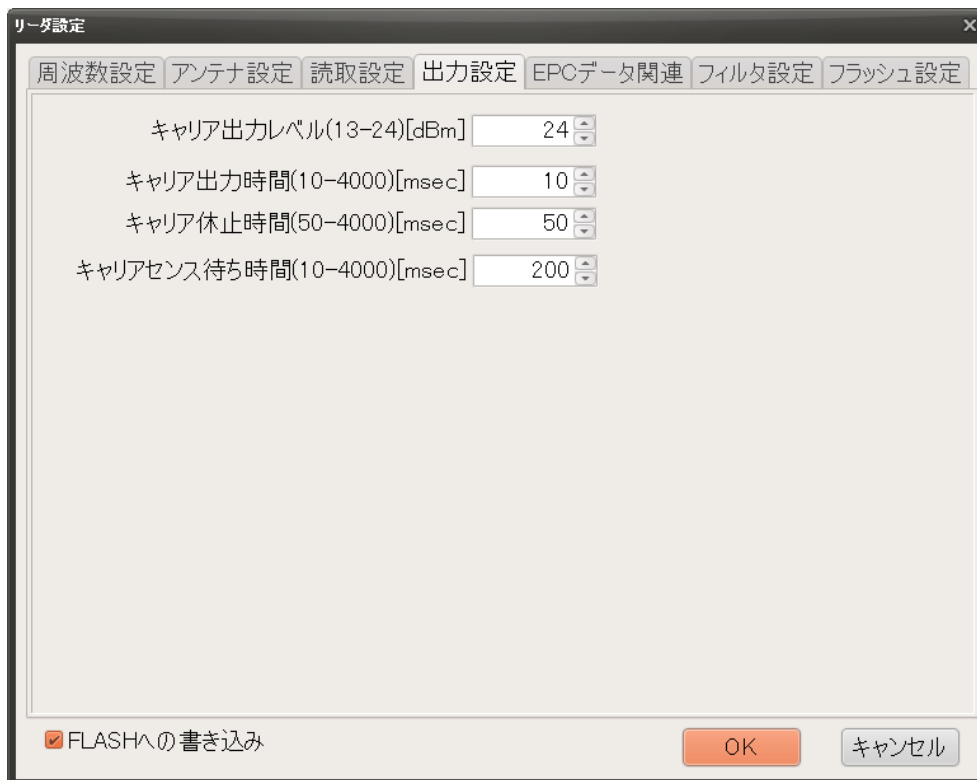 リーダ設定
周波数設定 アンテナ設定 読取設定 出力設定 EPCデータ関連 フィルタ設定 フラッシュ設定
キャリア出力レベル(13-24)[dBm] 24
キャリア出力時間(10-4000)[msec] 10
キャリア休止時間(50-4000)[msec] 50
キャリアセンス待ち時間(10-4000)[msec] 200
FLASHへの書き込み OK キャンセル